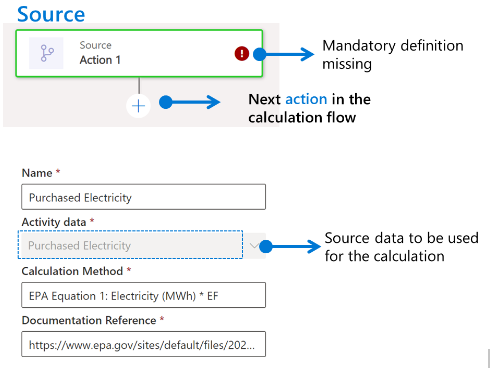 Source
Source
Action 1
Mandatory definition
missing
Next action in the
calculation flow
Name *
Purchased Electricity
Activity data *
Purchased Electricity
Source data to be used
for the calculation
Calculation Method *
EPA Equation 1: Electricity (MWh) * EF
Documentation Reference *
https://www.epa.gov/sites/default/files/202...